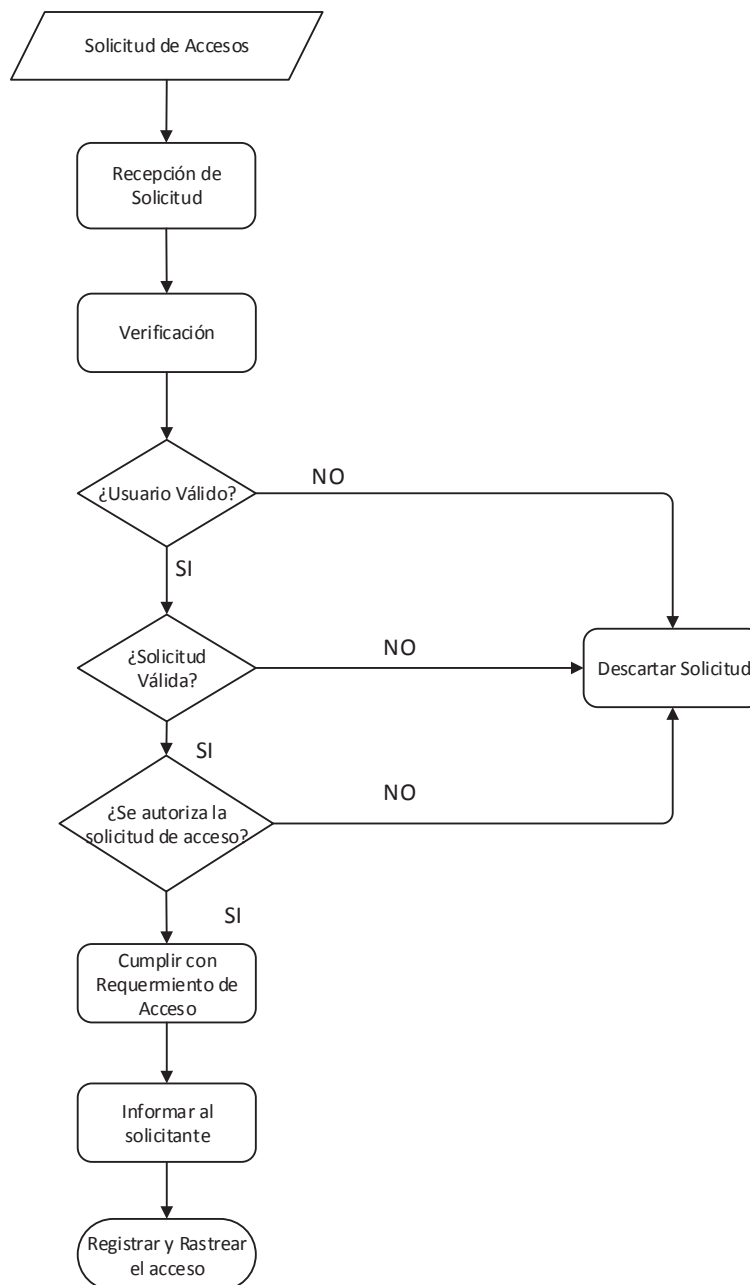 Solicitud de Accesos
Recepción de
Solicitud
Verificación
¿Usuario Válido?
NO
SI
¿Solicitud
Válida?
NO
Descartar Solicitud
SI
¿Se autoriza la
solicitud de acceso?
NO
SI
Cumplir con
Requermiento de
Acceso
Informar al
solicitante
Registrar y Rastrear
el acceso